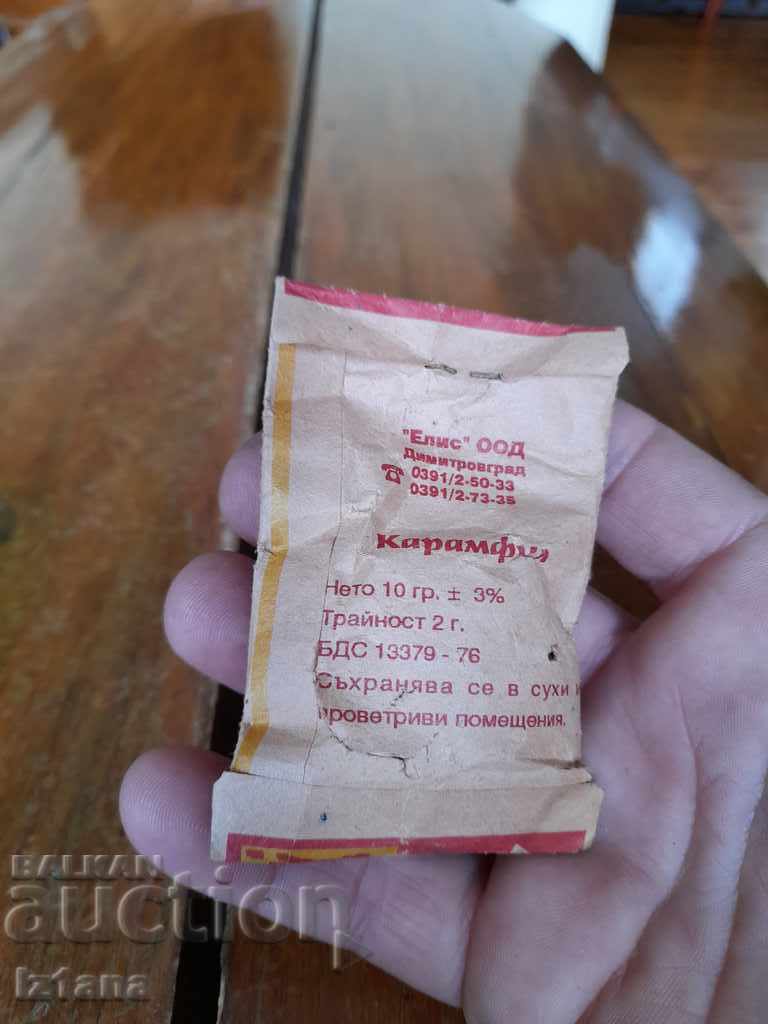 "Елис" ООД
Димитровград
☎ 0391/2-50-33
0391/2-73-35
Карамфил
Нето 10 гр. ± 3%
Трайност 2 г.
БДС 13379 - 76
Съхранява се в сухи и
проветриви помещения.
BALKAN
auction
Iz1ana